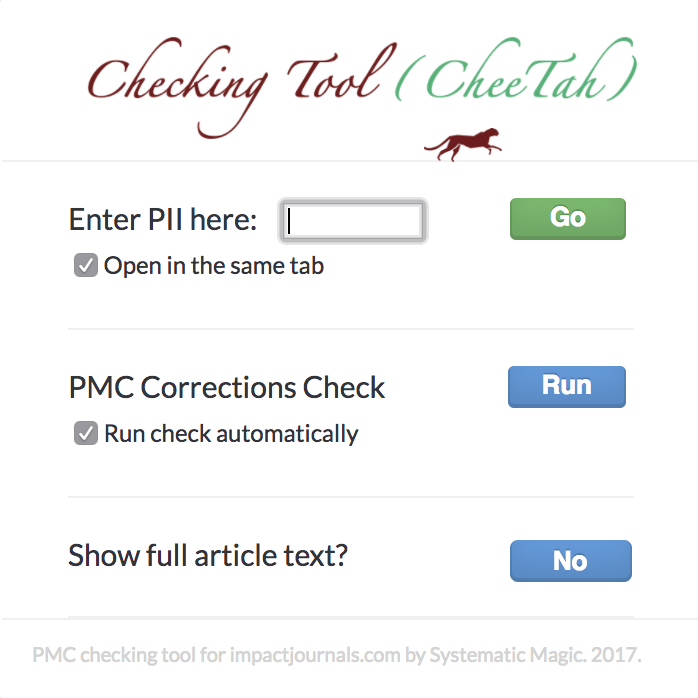 Checking Tool (CheeTah)
Enter PII here: Go
Open in the same tab
PMC Corrections Check Run
Run check automatically
Show full article text? No
PMC checking tool for impactjournals.com by Systematic Magic. 2017.